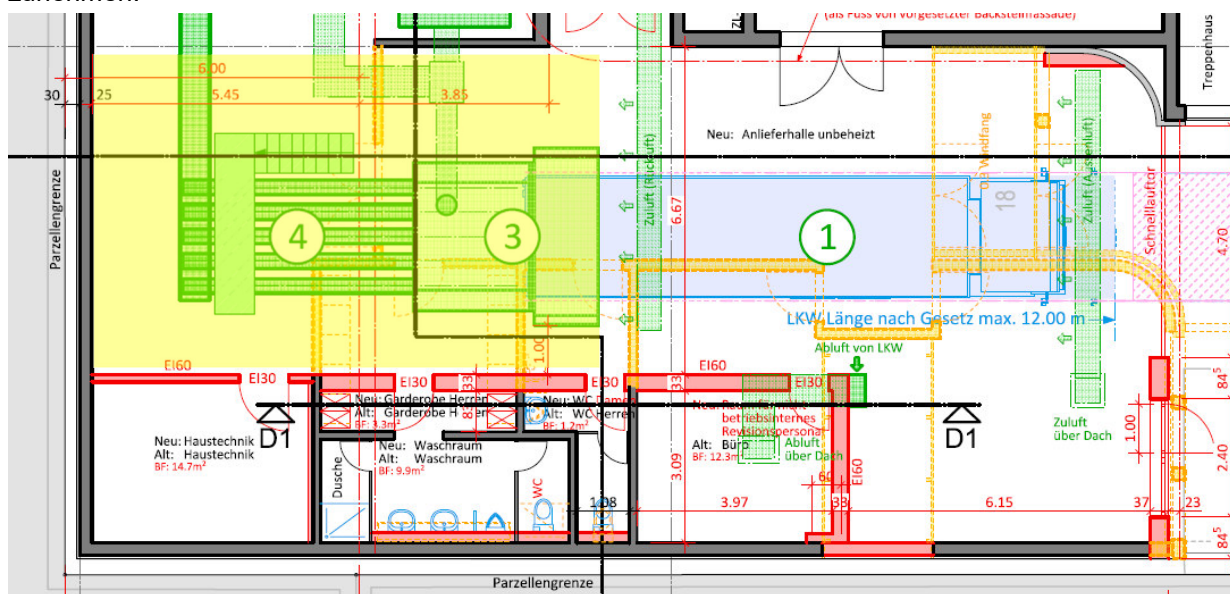 (als Fuss von vorgesetzter Backsteinfassade)
Treppenhaus
6.00
30
25
5.45
3.85
Neu: Anlieferhalle unbeheizt
Zuluft (Rückluft)
6.67
Zuluft (Aussenluft)
Schnelllauftor
4.70
Parzellengrenze
4
3
1
18
LKW Länge nach Gesetz max. 12.00 m
Abluft von LKW
1.00
EI60
EI30
EI30
33
EI30
EI60
33
EI30
84⁵
Neu: Garderobe Herren
Alt: Garderobe Herren
BF: 3.3m²
83
Neu: WC Damen
Alt: WC Herren
BF: 1.2m²
betriebsinternes
Revisionspersonal
Alt: Büro
BF: 12.3m²
Abluft
über Dach
D1
D1
Zuluft
über Dach
1.00
2.40
Neu: Haustechnik
Alt: Haustechnik
BF: 14.7m²
Neu: Waschraum
Alt: Waschraum
BF: 9.9m²
Dusche
WC
3.09
60
EI60
1.08
3.97
33
6.15
37
23
84⁵
Parzellengrenze